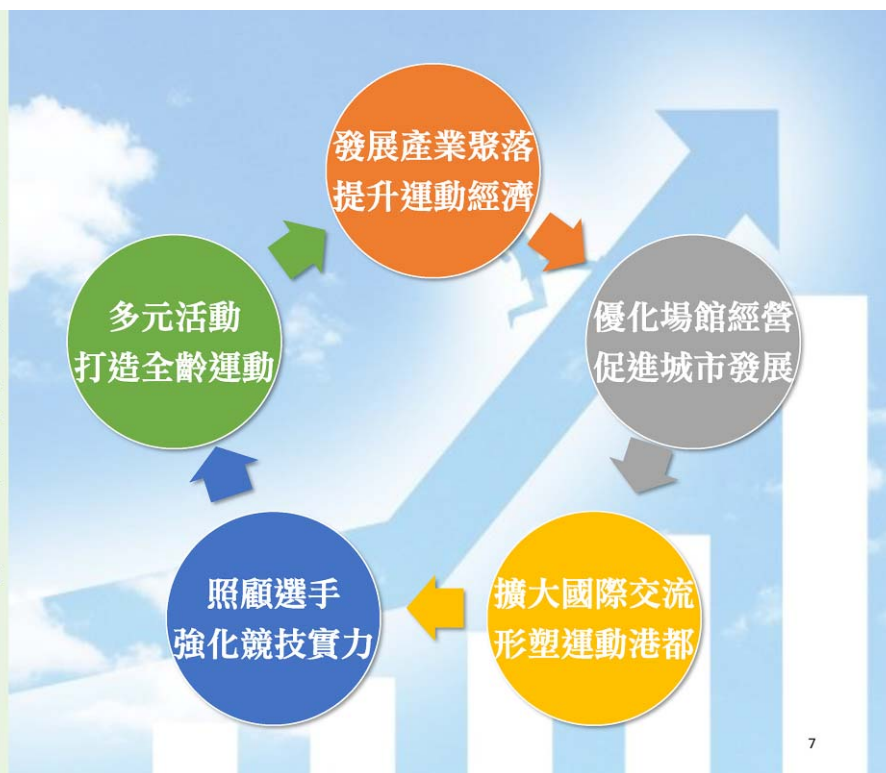 發展產業聚落
提升運動經濟
優化場館經營
促進城市發展
擴大國際交流
形塑運動港都
照顧選手
強化競技實力
多元活動
打造全齡運動
7